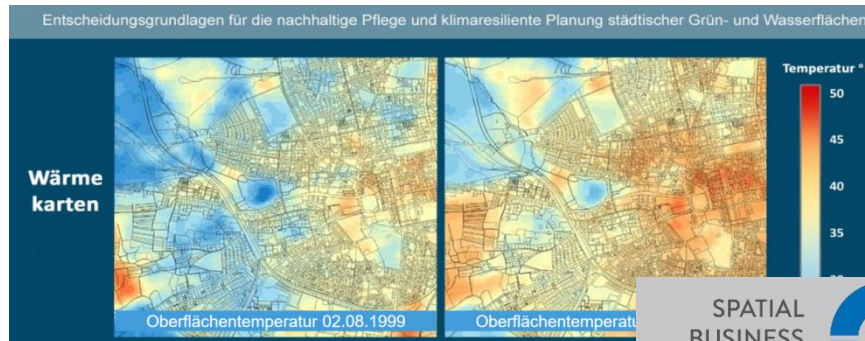 Entscheidungsgrundlagen für die nachhaltige Pflege und klimaresiliente Planung städtischer Grün- und Wasserflächen
Temperatur °
50
45
40
35
30
Wärme
karten
Oberflächentemperatur 02.08.1999
SPATIAL
BUSINESS